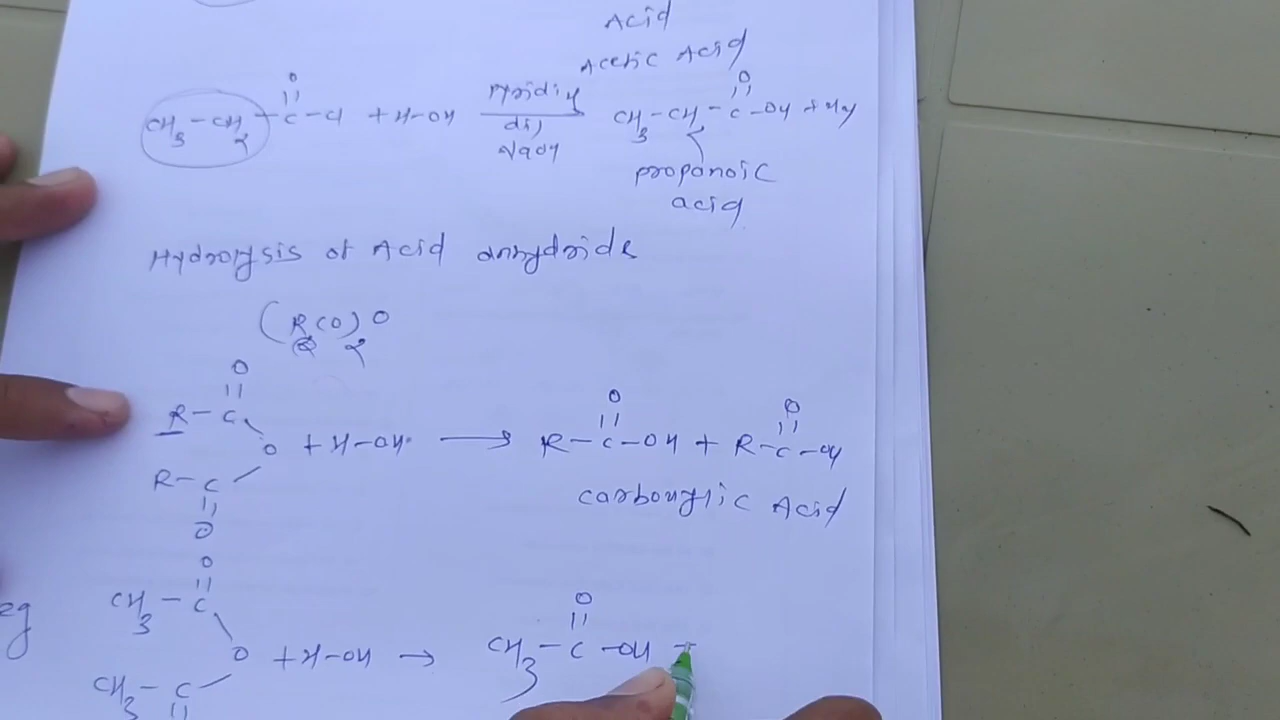 Acid
Acetic Acid
O
CH3-CH2-C-Cl + H-OH Pyridine dil NaOH CH3-CH2-C-OH + Hcl
propanoic
acid
Hydrolysis of Acid anhydride
(RCO)2 O
O
R-C
O + H-OH → R-C-OH + R-C-OH
R-C
O
Carboxylic Acid
O
eg CH3-C
O + H-OH → CH3-C-OH +
CH3-C